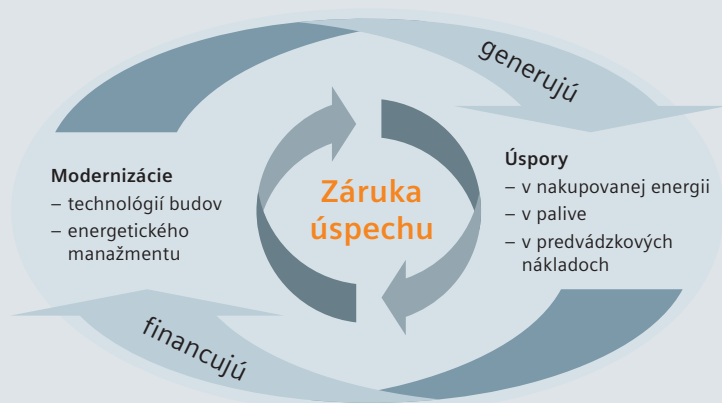 generujú
Modernizácie
– technológií budov
– energetického
manažmentu
Záruka
úspechu
Úspory
– v nakupovanej energii
– v palive
– v predvádzkových
nákladoch
financujú